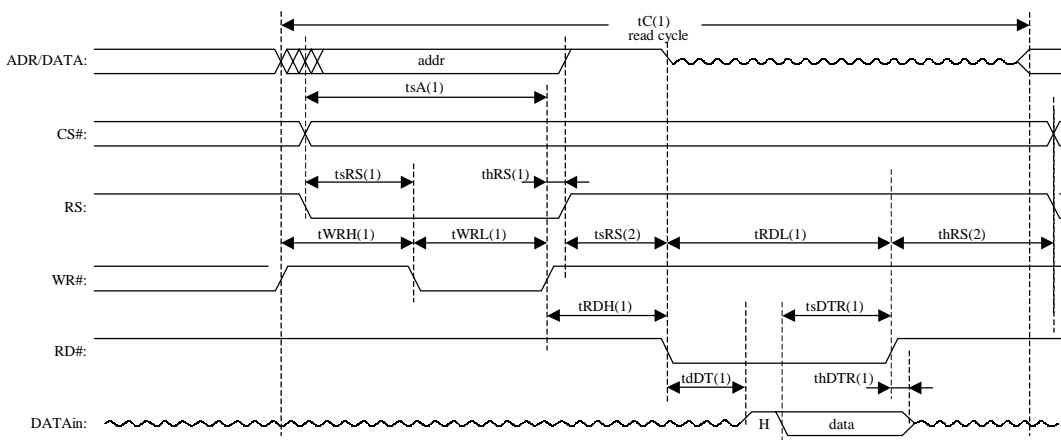 tC(1)
read cycle
ADR/DATA:
addr
tsA(1)
CS#:
tsRS(1)
thRS(1)
RS:
tWRH(1)
tWRL(1)
tsRS(2)
tRDL(1)
thRS(2)
WR#:
tRDH(1)
tsDTR(1)
RD#:
tdDT(1)
thDTR(1)
DATAin:
H
data